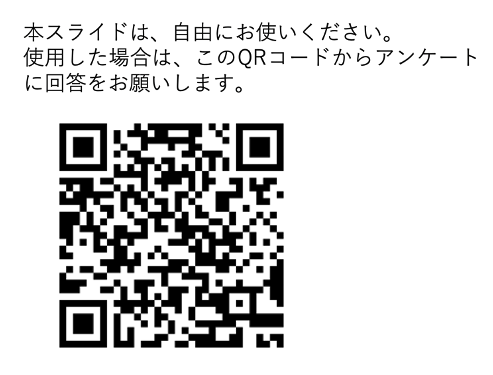 本スライドは、自由にお使いください。
使用した場合は、このQRコードからアンケート
に回答をお願いします。